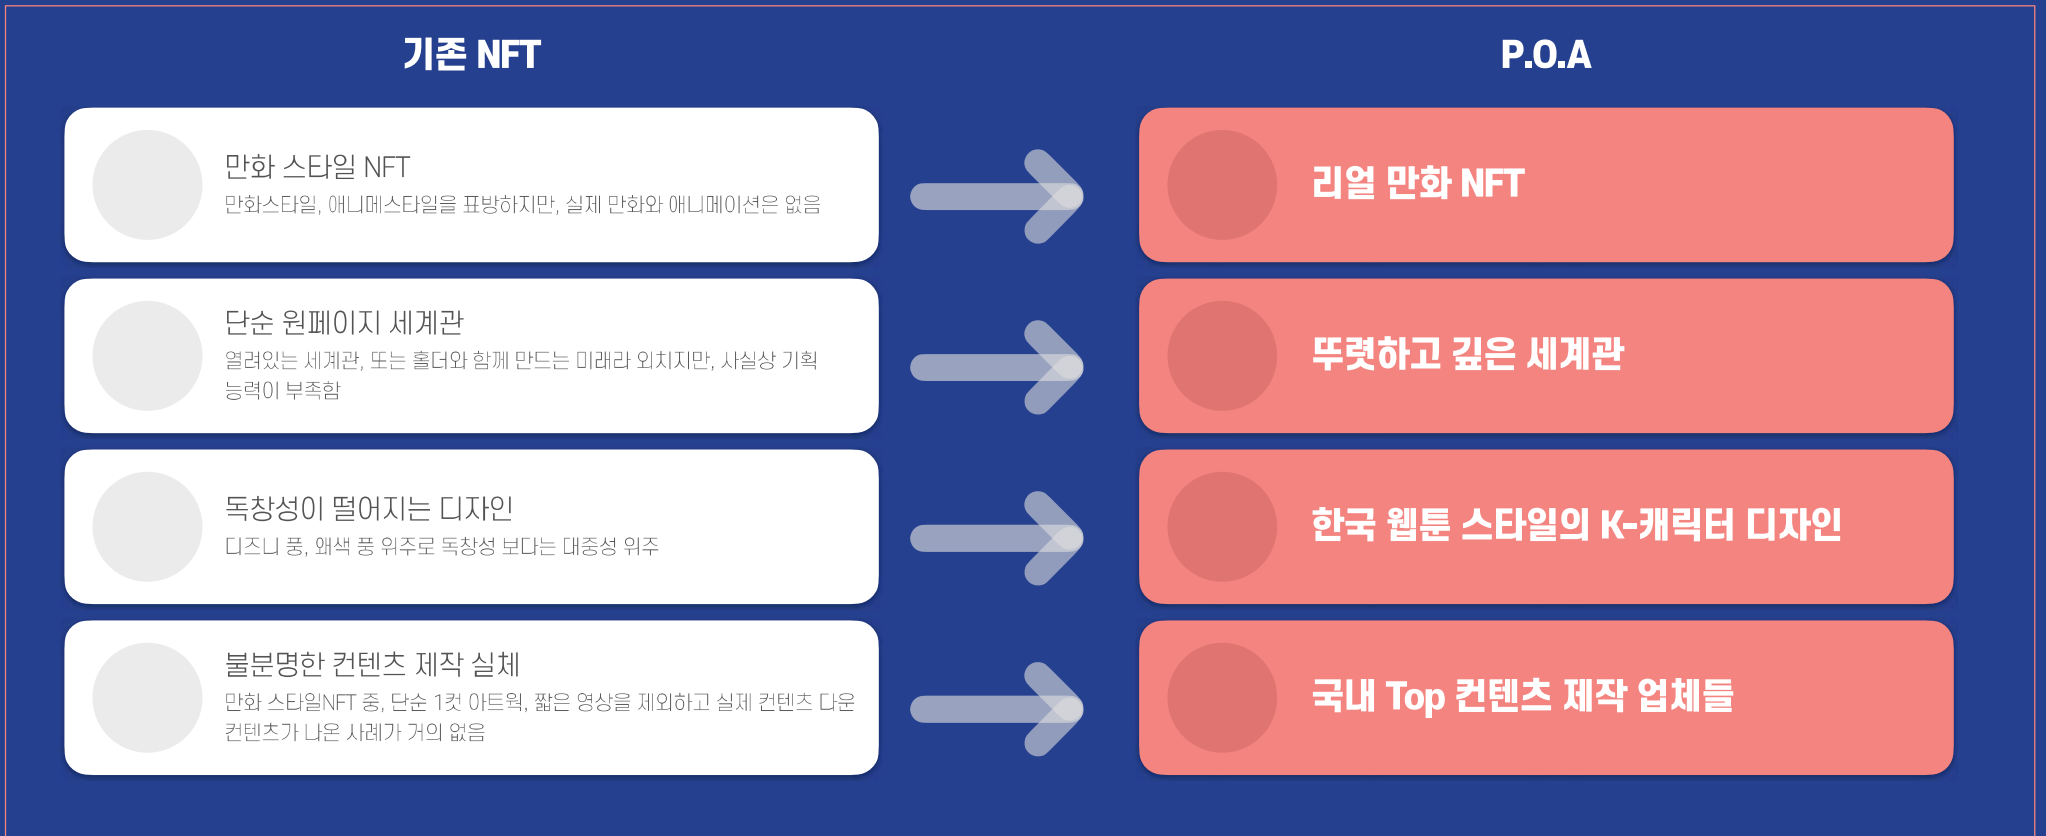 기존 NFT
P.O.A
만화 스타일 NFT
만화스타일, 애니메스타일을 표방하지만, 실제 만화와 애니메이션은 없음
리얼 만화 NFT
단순 원페이지 세계관
열려있는 세계관, 또는 홀더와 함께 만드는 미래라 외치지만, 사실상 기획
능력이 부족함
뚜렷하고 깊은 세계관
독창성이 떨어지는 디자인
디즈니 풍, 왜색 풍 위주로 독창성 보다는 대중성 위주
한국 웹툰 스타일의 K-캐릭터 디자인
불분명한 컨텐츠 제작 실체
만화 스타일NFT 중, 단순 1컷 아트웍, 짧은 영상을 제외하고 실제 컨텐츠 다운
컨텐츠가 나온 사례가 거의 없음
국내 Top 컨텐츠 제작 업체들